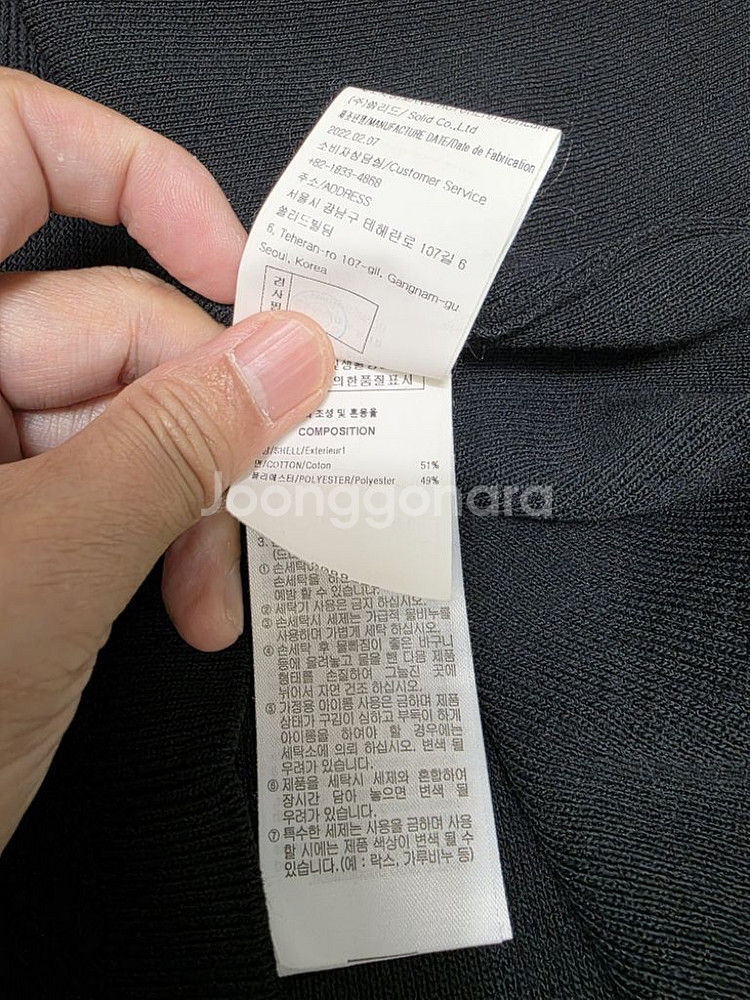 (주)쏠리드/ Solid Co.,Ltd
제조년월/MANUFACTURE DATE/Date de Fabrication
2022.02.07
소비자상담실/Customer Service
+82-1833-4868
주소/ADDRESS
서울시 강남구 테헤란로 107길 6
쏠리드빌딩
6, Teheran-ro 107-gil, Gangnam-gu
Seoul, Korea
검사필
의한품질표시
조성 및 혼용율
COMPOSITION
/SHELL/Exterieur1
면/COTTON/Coton 51%
폴리에스터/POLYESTER/Polyester 49%
Joonggonara
3.
① 손세탁
손세탁을
예방 할 수 있습니다.
② 세탁기 사용은 금지 하십시오.
③ 손세탁시 세제는 가급적 물비누를
사용하며 가볍게 세탁 하십시오.
④ 세탁 후 물빠짐이 좋은 바구니
등에 올려놓고 물을 뺀 다음 제품
형태를 손질하여 그늘진 곳에
뉘어서 자연 건조 하십시오.
⑤ 가정용 아이롱 사용은 금하며 제품
상태가 구김이 심하고 부득이 하게
아이롱을 하여야 할 경우에는
세탁소에 의뢰 하십시오. 변색 될
우려가 있습니다.
⑥ 제품을 세탁시 세제와 혼합하여
장시간 담아 놓으면 변색 될
우려가 있습니다.
⑦ 특수한 세제는 사용을 금하며 사용
할 시에는 제품 색상이 변색 될 수
있습니다.(예 : 락스, 가루비누 등)